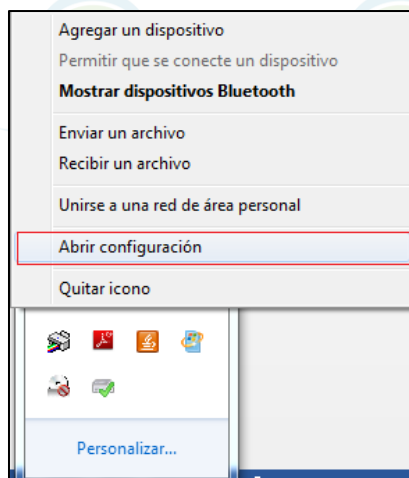 Agregar un dispositivo
Permitir que se conecte un dispositivo
Mostrar dispositivos Bluetooth
Enviar un archivo
Recibir un archivo
Unirse a una red de área personal
Abrir configuración
Quitar icono
Personalizar...